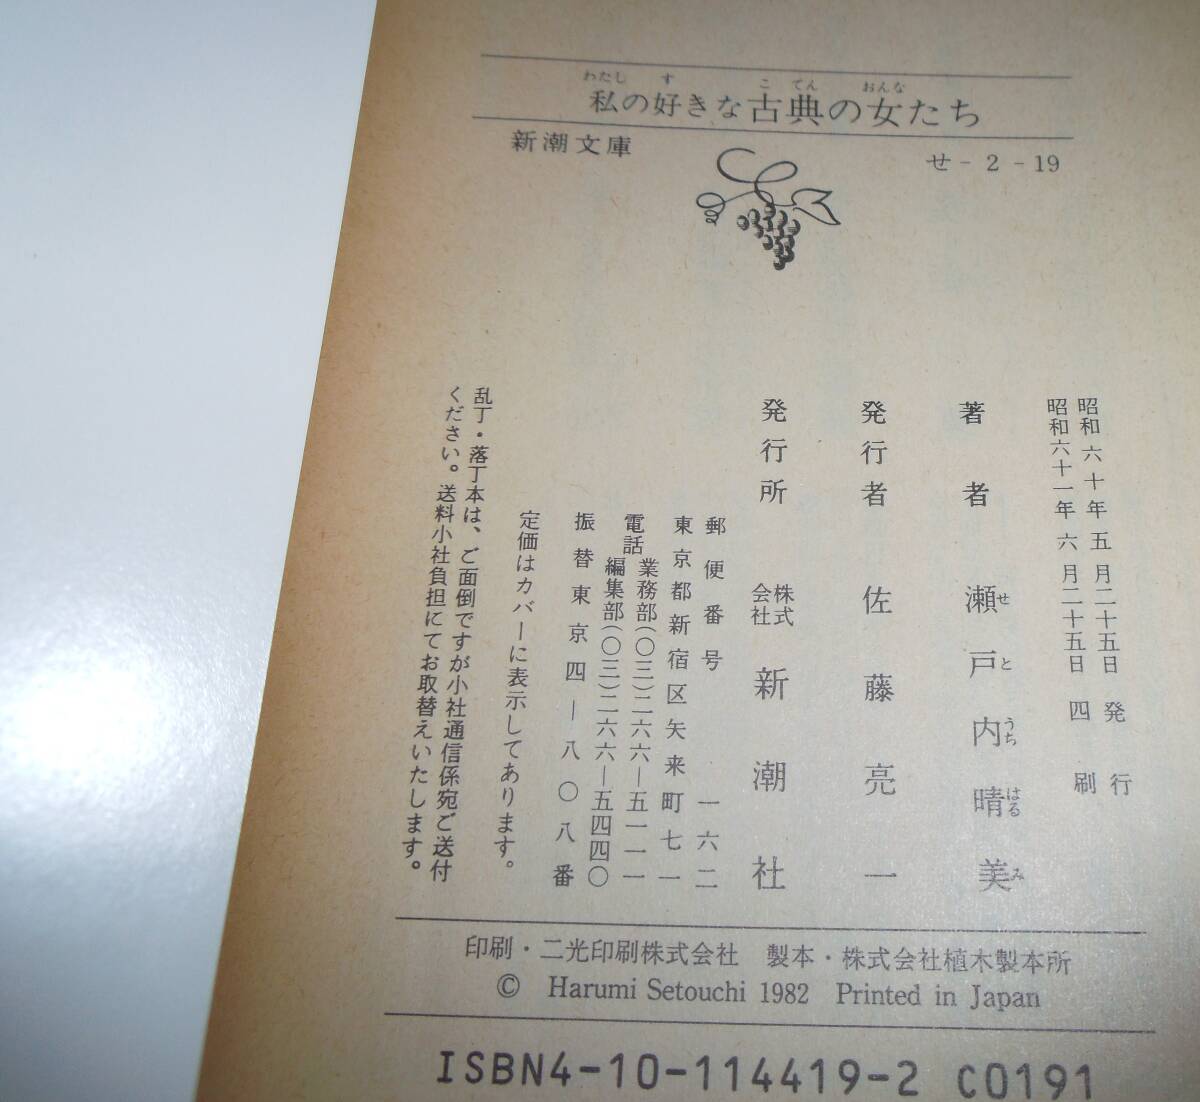 私の好きな古典の女たち
わたし す こ てん おんな
新潮文庫
せ-2-19
昭和六十年五月二十五日 発行
昭和六十一年六月二十五日 四刷
著者 瀬戸内晴美
せ と うち はる み
発行者 佐藤亮一
発行所 株式会社 新潮社
郵便番号 一六二
東京都新宿区矢来町七一
電話 業務部(〇三)二六六―五一一一
編集部(〇三)二六六―五四四〇
振替東京四―八〇八番
定価はカバーに表示してあります。
乱丁・落丁本は、ご面倒ですが小社通信係宛ご送付
ください。送料小社負担にてお取替えいたします。
印刷・二光印刷株式会社 製本・株式会社植木製本所
© Harumi Setouchi 1982 Printed in Japan
ISBN4-10-114419-2 C0191